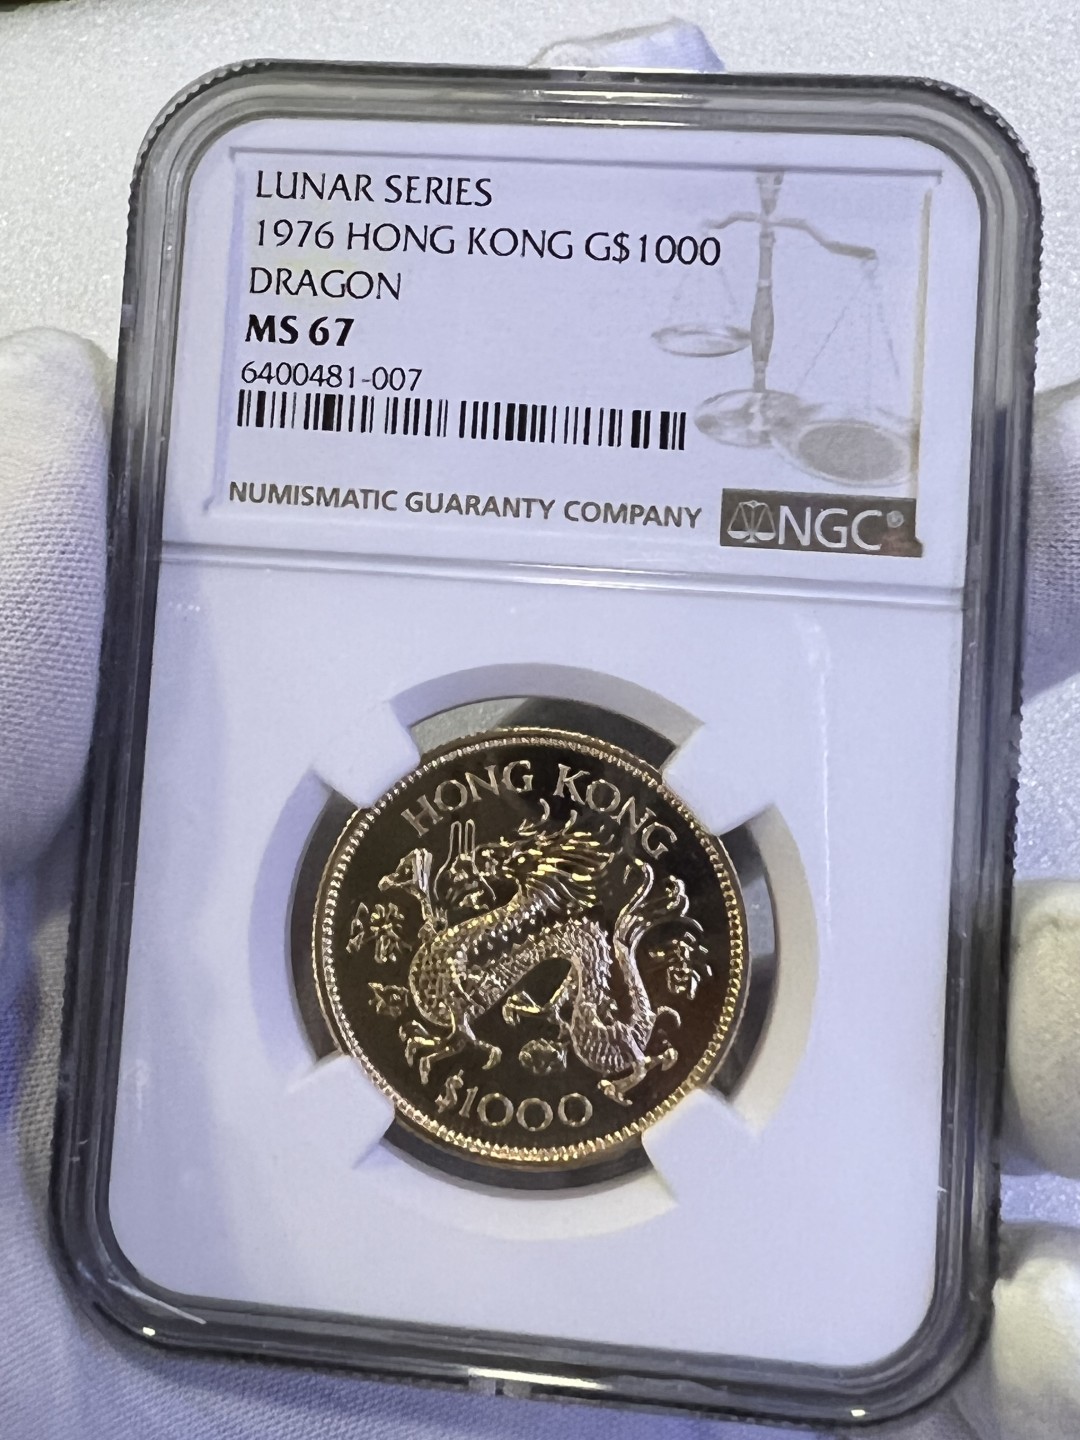 LUNAR SERIES
1976 HONG KONG G$1000
DRAGON
MS 67
6400481-007
NUMISMATIC GUARANTY COMPANY
NGC®
HONG KONG
$1000